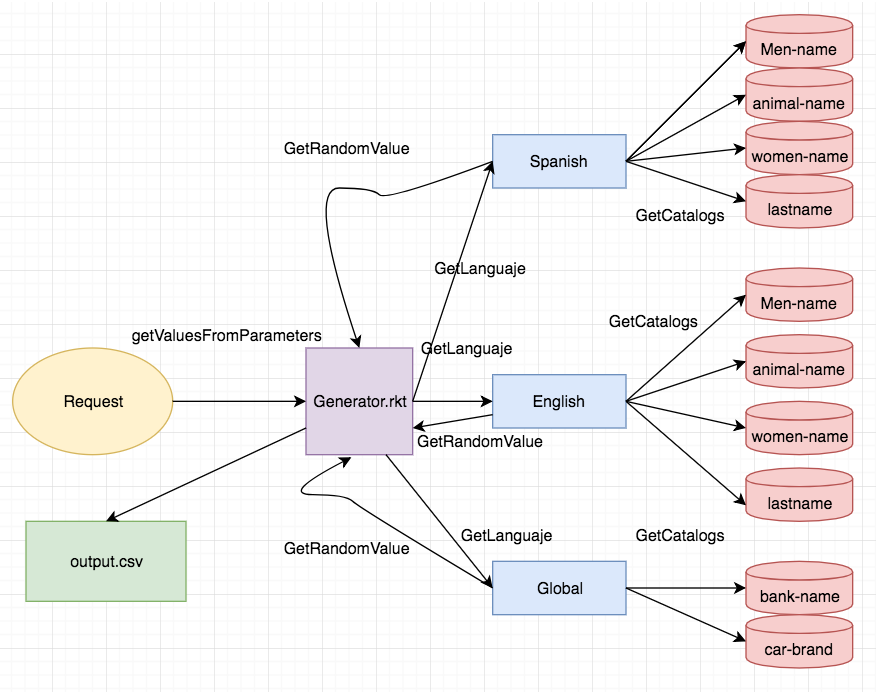 Men-name
animal-name
GetRandomValue
women-name
Spanish
lastname
GetCatalogs
GetLanguaje
Men-name
GetCatalogs
getValuesFromParameters
GetLanguaje
animal-name
Request
Generator.rkt
English
women-name
GetRandomValue
lastname
GetLanguaje
GetCatalogs
GetRandomValue
output.csv
Global
bank-name
car-brand